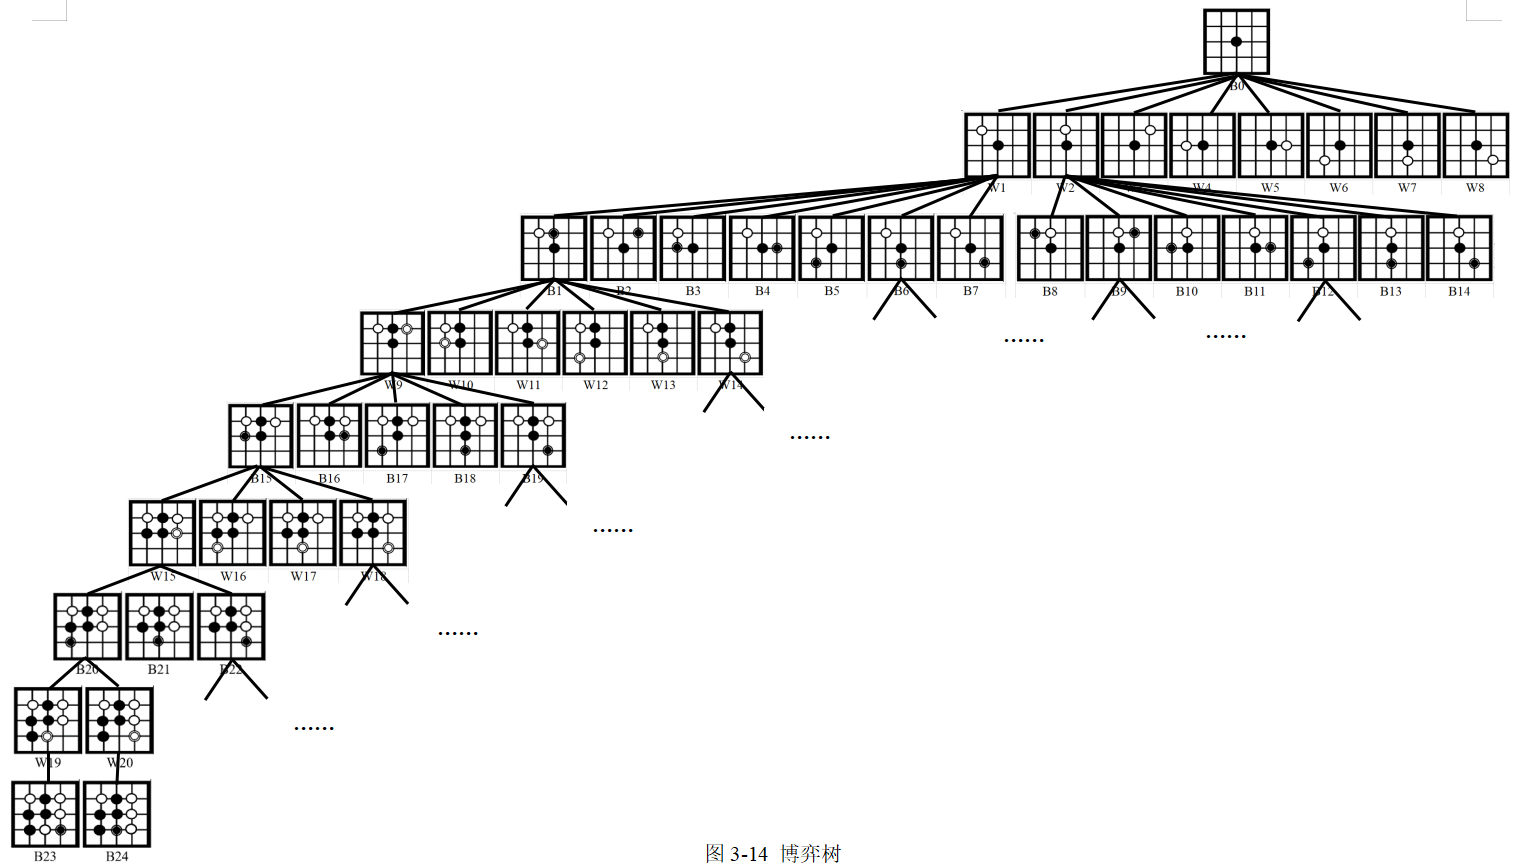 B0
W1 W2 W3 W4 W5 W6 W7 W8
B1 B2 B3 B4 B5 B6 B7 B8 B9 B10 B11 B12 B13 B14
...... ......
W9 W10 W11 W12 W13 W14
......
B15 B16 B17 B18 B19
......
W15 W16 W17 W18
......
B20 B21 B22
......
W19 W20
B23 B24
图 3-14 博弈树